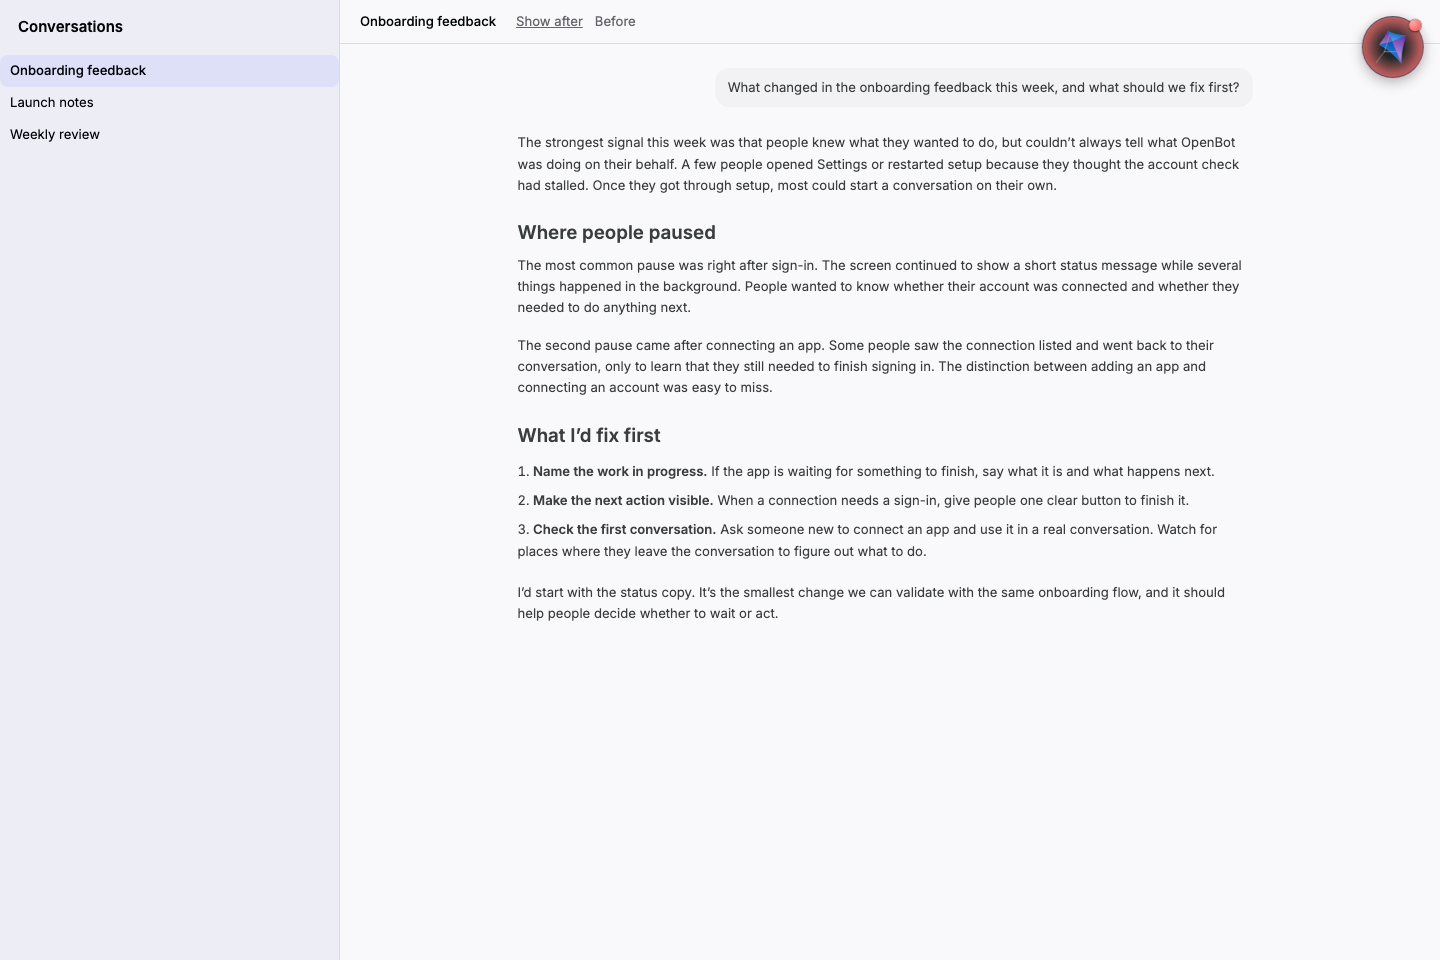 Conversations
Onboarding feedback
Launch notes
Weekly review
Onboarding feedback Show after Before
What changed in the onboarding feedback this week, and what should we fix first?
The strongest signal this week was that people knew what they wanted to do, but couldn’t always tell what OpenBot
was doing on their behalf. A few people opened Settings or restarted setup because they thought the account check
had stalled. Once they got through setup, most could start a conversation on their own.
Where people paused
The most common pause was right after sign-in. The screen continued to show a short status message while several
things happened in the background. People wanted to know whether their account was connected and whether they
needed to do anything next.
The second pause came after connecting an app. Some people saw the connection listed and went back to their
conversation, only to learn that they still needed to finish signing in. The distinction between adding an app and
connecting an account was easy to miss.
What I’d fix first
1. Name the work in progress. If the app is waiting for something to finish, say what it is and what happens next.
2. Make the next action visible. When a connection needs a sign-in, give people one clear button to finish it.
3. Check the first conversation. Ask someone new to connect an app and use it in a real conversation. Watch for
places where they leave the conversation to figure out what to do.
I’d start with the status copy. It’s the smallest change we can validate with the same onboarding flow, and it should
help people decide whether to wait or act.